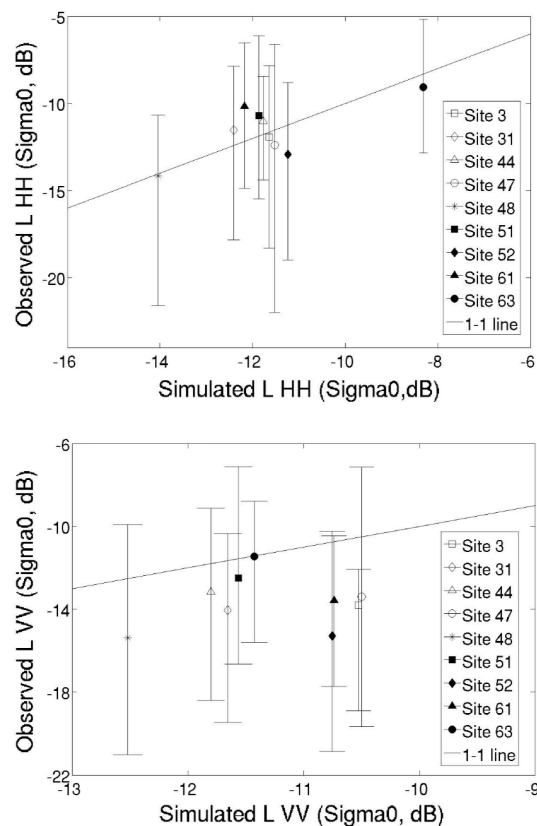 -5
-10
-15
-20
Observed L HH (Sigma0, dB)
Site 3
Site 31
Site 44
Site 47
Site 48
Site 51
Site 52
Site 61
Site 63
1-1 line
-16 -14 -12 -10 -8 -6
Simulated L HH (Sigma0,dB)
-6
-10
-14
-18
-22
Observed L VV (Sigma0, dB)
Site 3
Site 31
Site 44
Site 47
Site 48
Site 51
Site 52
Site 61
Site 63
1-1 line
-13 -12 -11 -10 -9
Simulated L VV (Sigma0, dB)